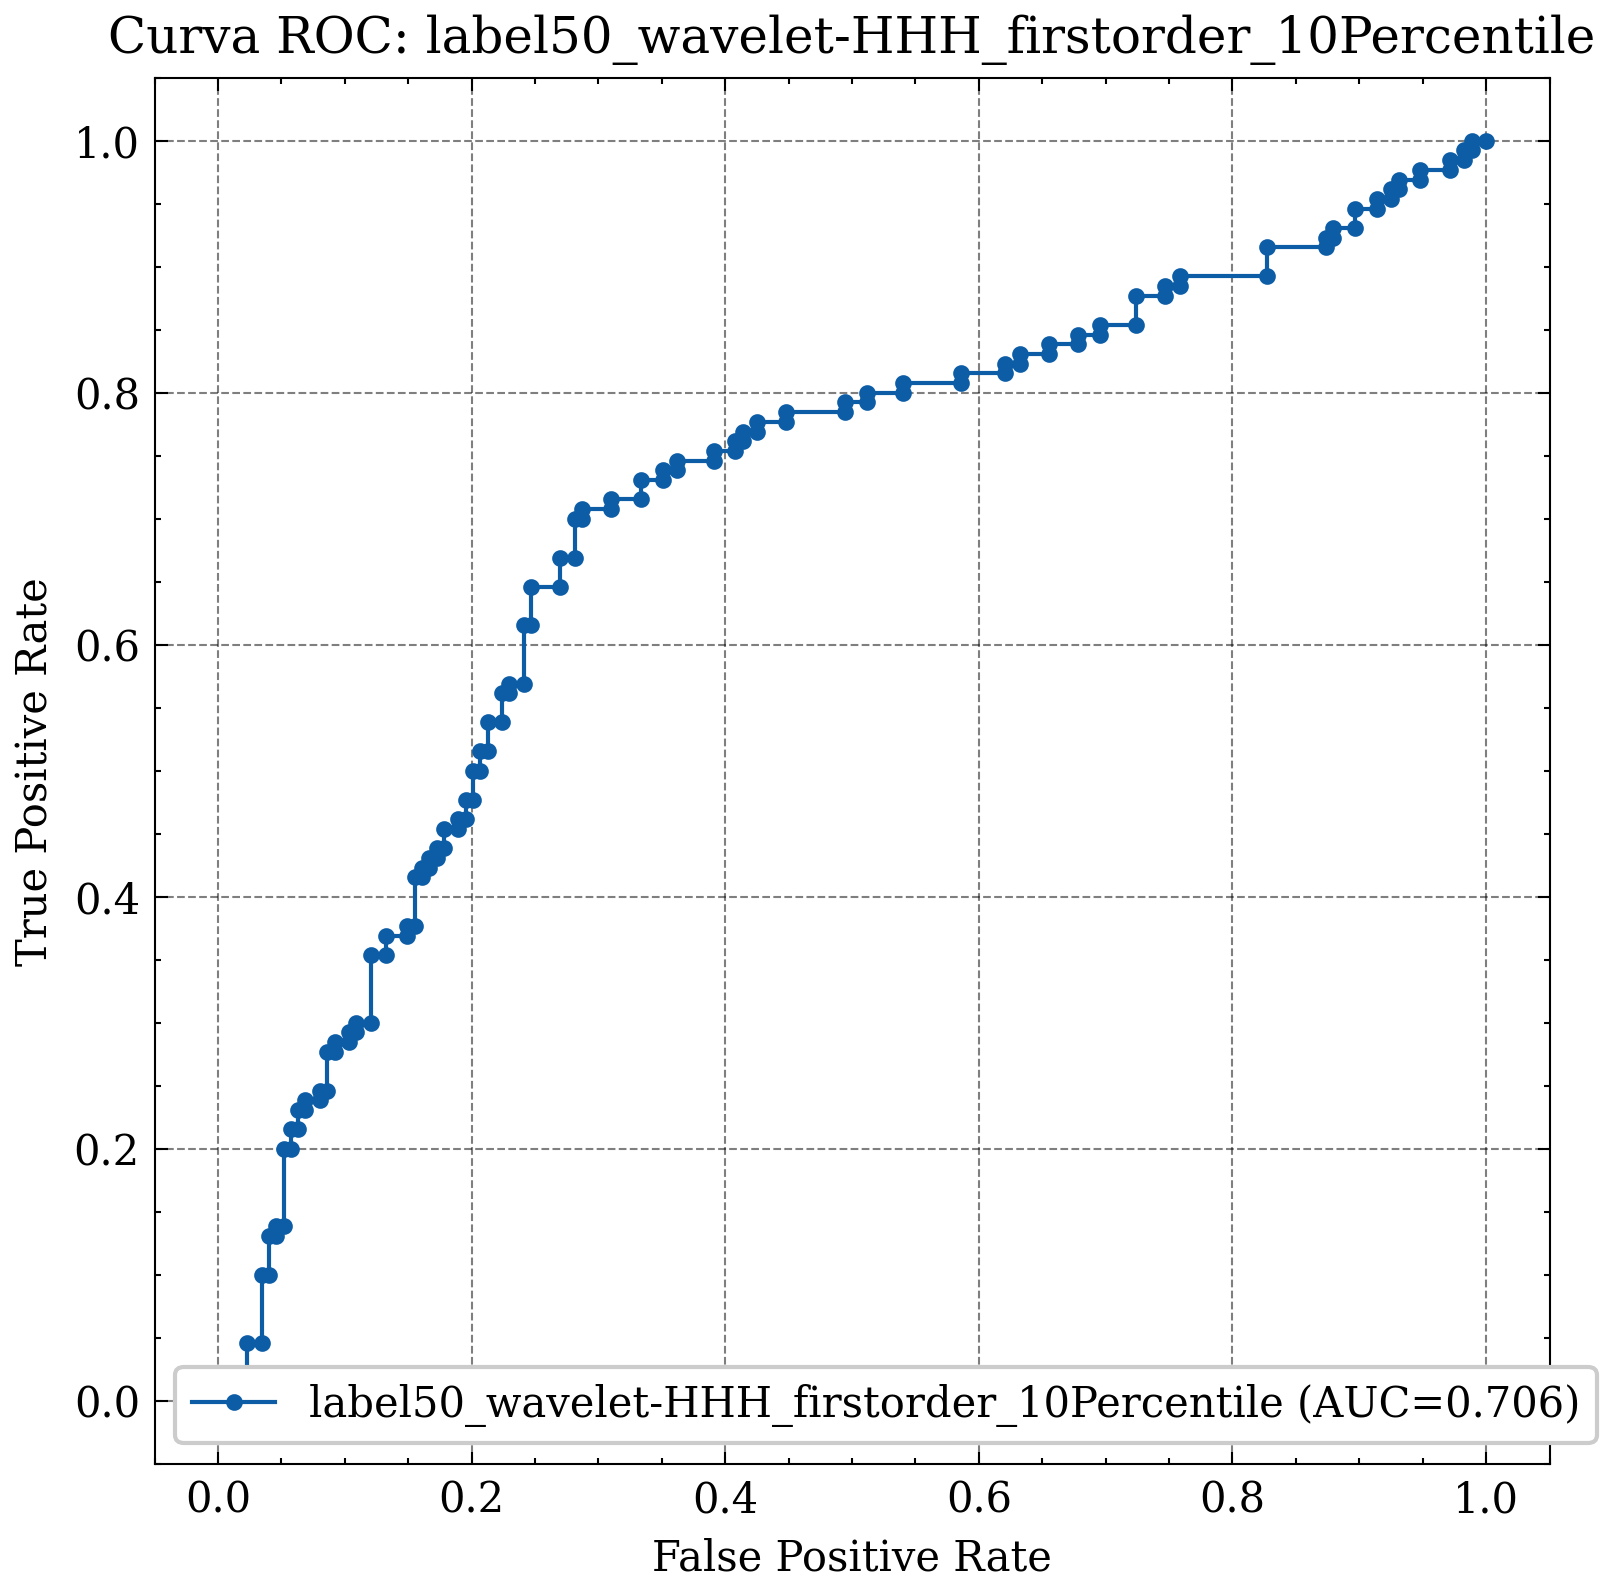 Curva ROC: label50_wavelet-HHH_firstorder_10Percentile
1.0
0.8
0.6
0.4
0.2
0.0
True Positive Rate
label50_wavelet-HHH_firstorder_10Percentile (AUC=0.706)
0.0 0.2 0.4 0.6 0.8 1.0
False Positive Rate